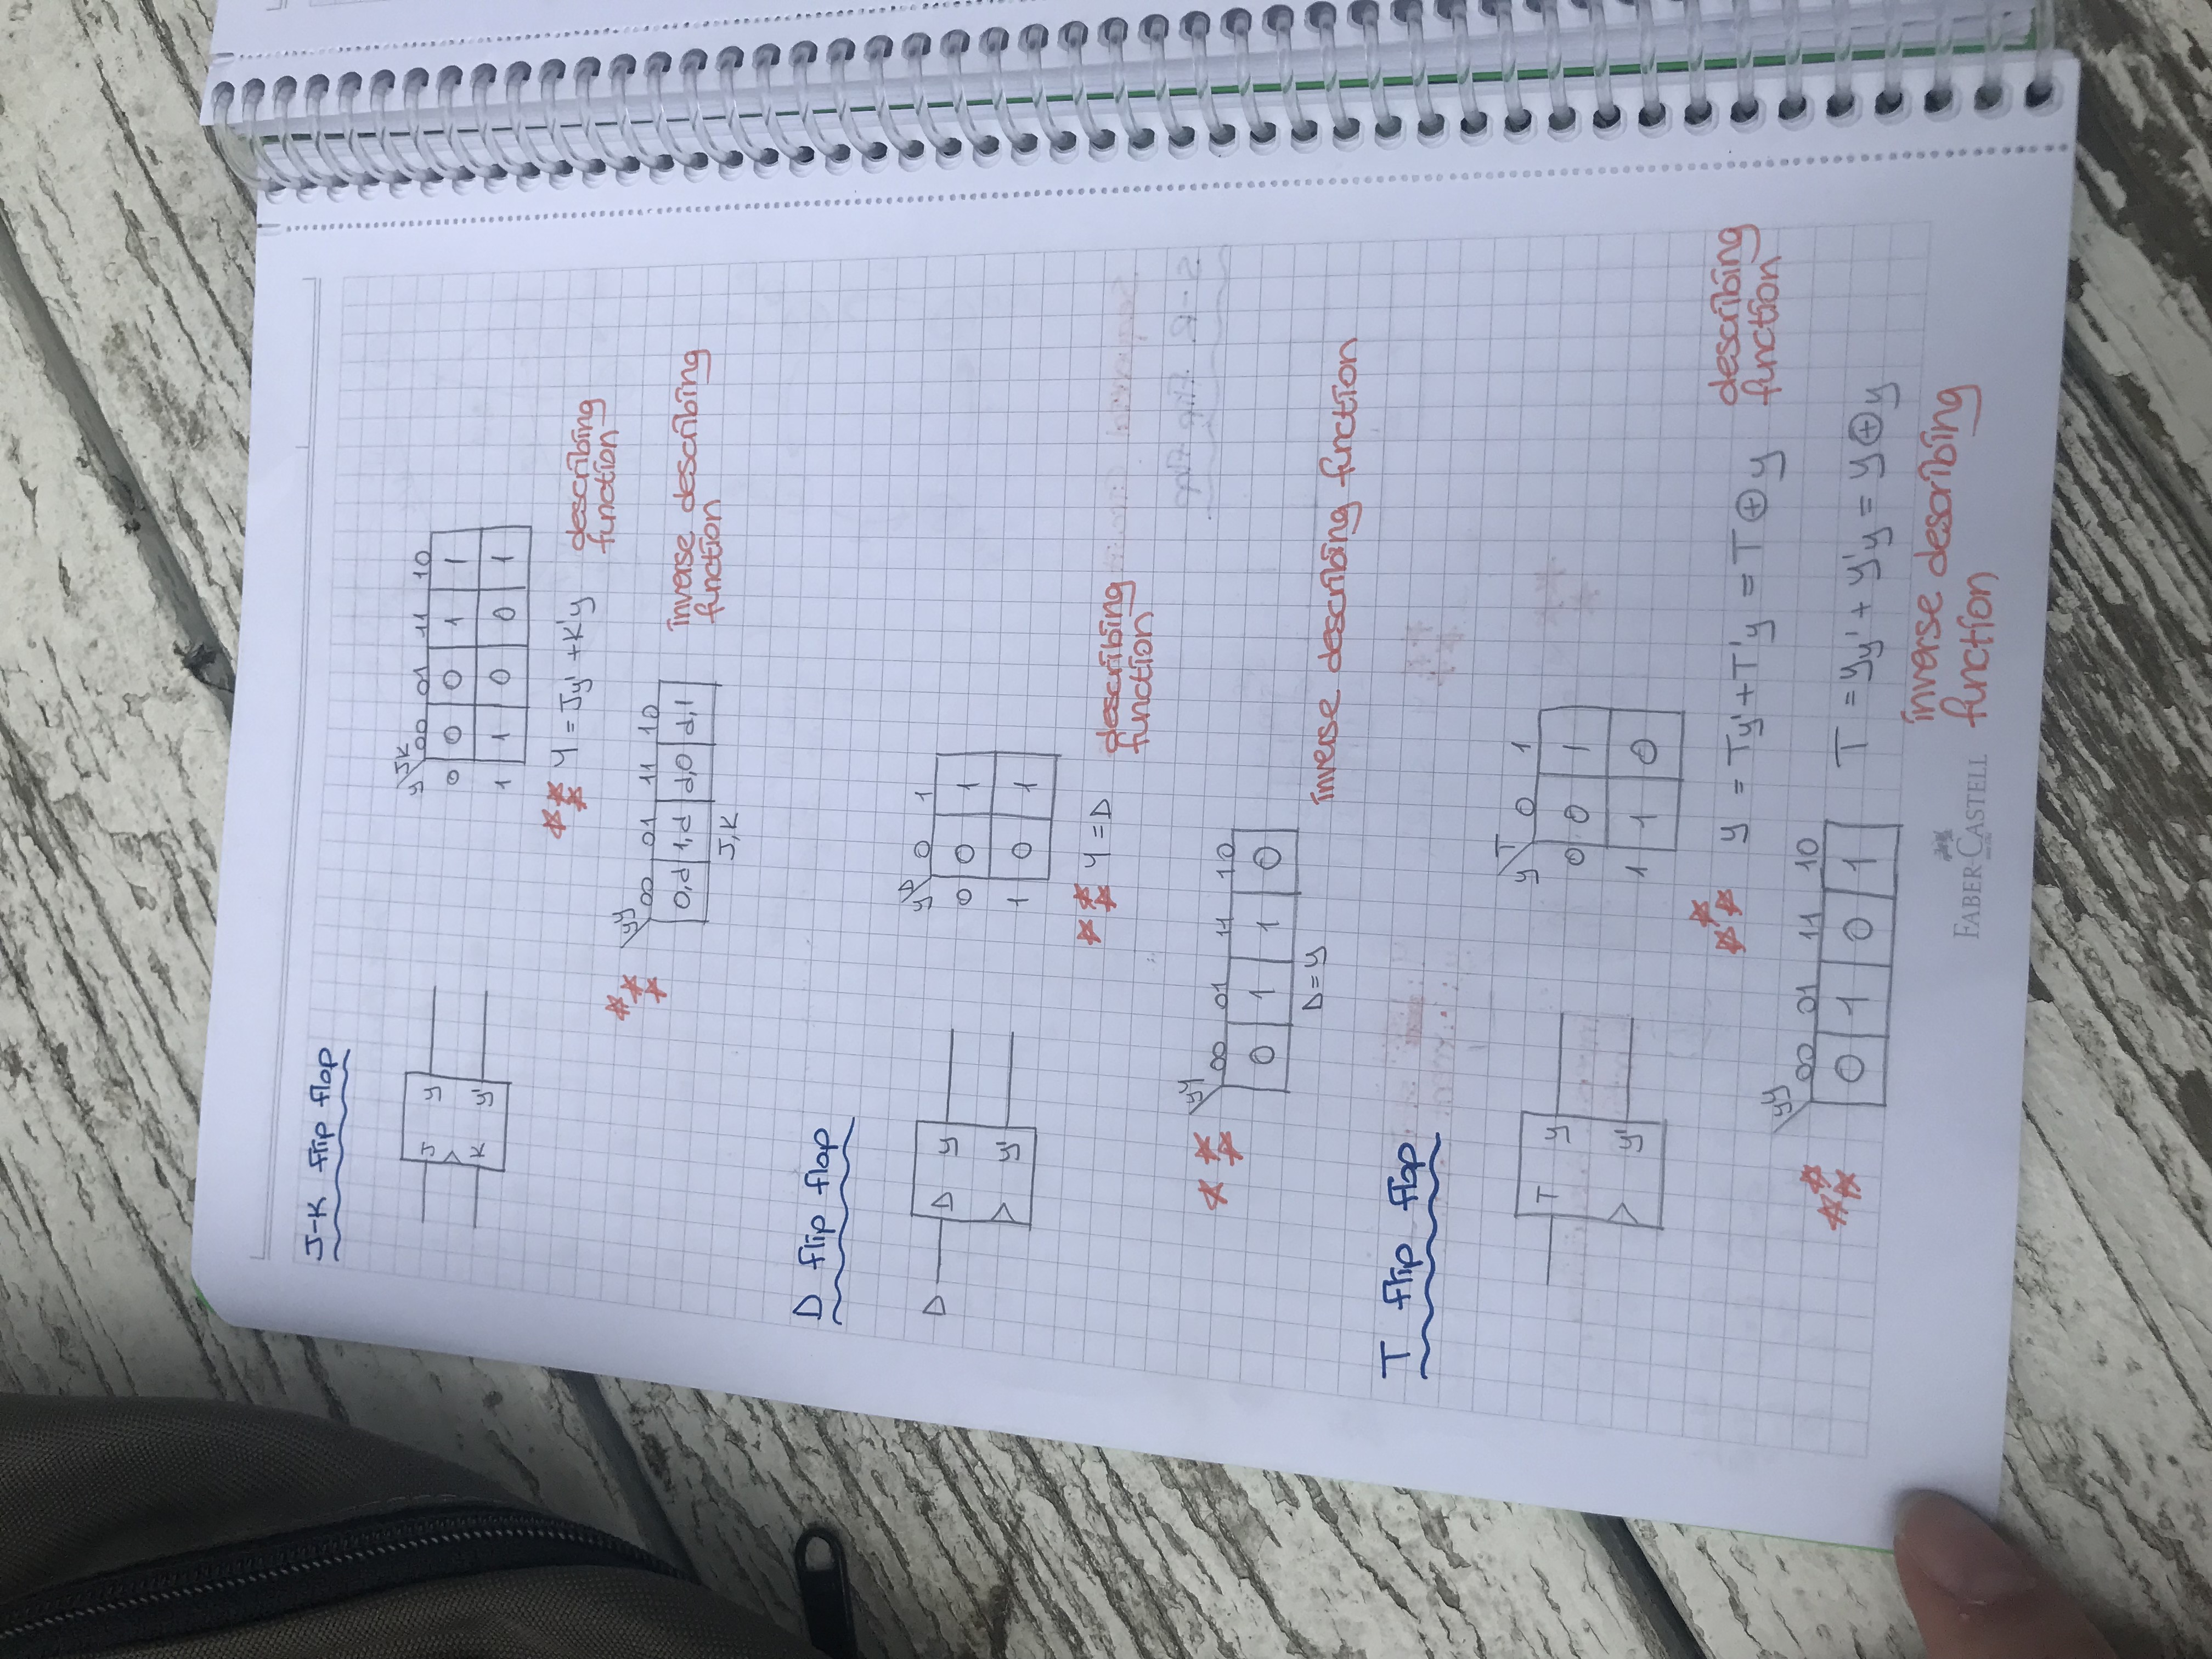 J-K flip flop
J y
K y'
y JK 00 01 11 10
0 0 0 1 1
1 1 0 0 1
Y = Jy' + K'y describing
function
yY 00 01 11 10
0,d 1,d d,0 d,1
J,K
inverse describing
function
D flip flop
D D y
y'
y D 0 1
0 0 1
1 0 1
Y = D describing
function
yY 00 01 11 10
0 1 1 0
D = Y
inverse describing function
T flip flop
T y
y'
y T 0 1
0 0 1
1 1 0
y = Ty' + T'y = T ⊕ y describing
function
yY 00 01 11 10
0 1 0 1
T = Yy' + Y'y = Y ⊕ y
inverse describing
function
FABER-CASTELL